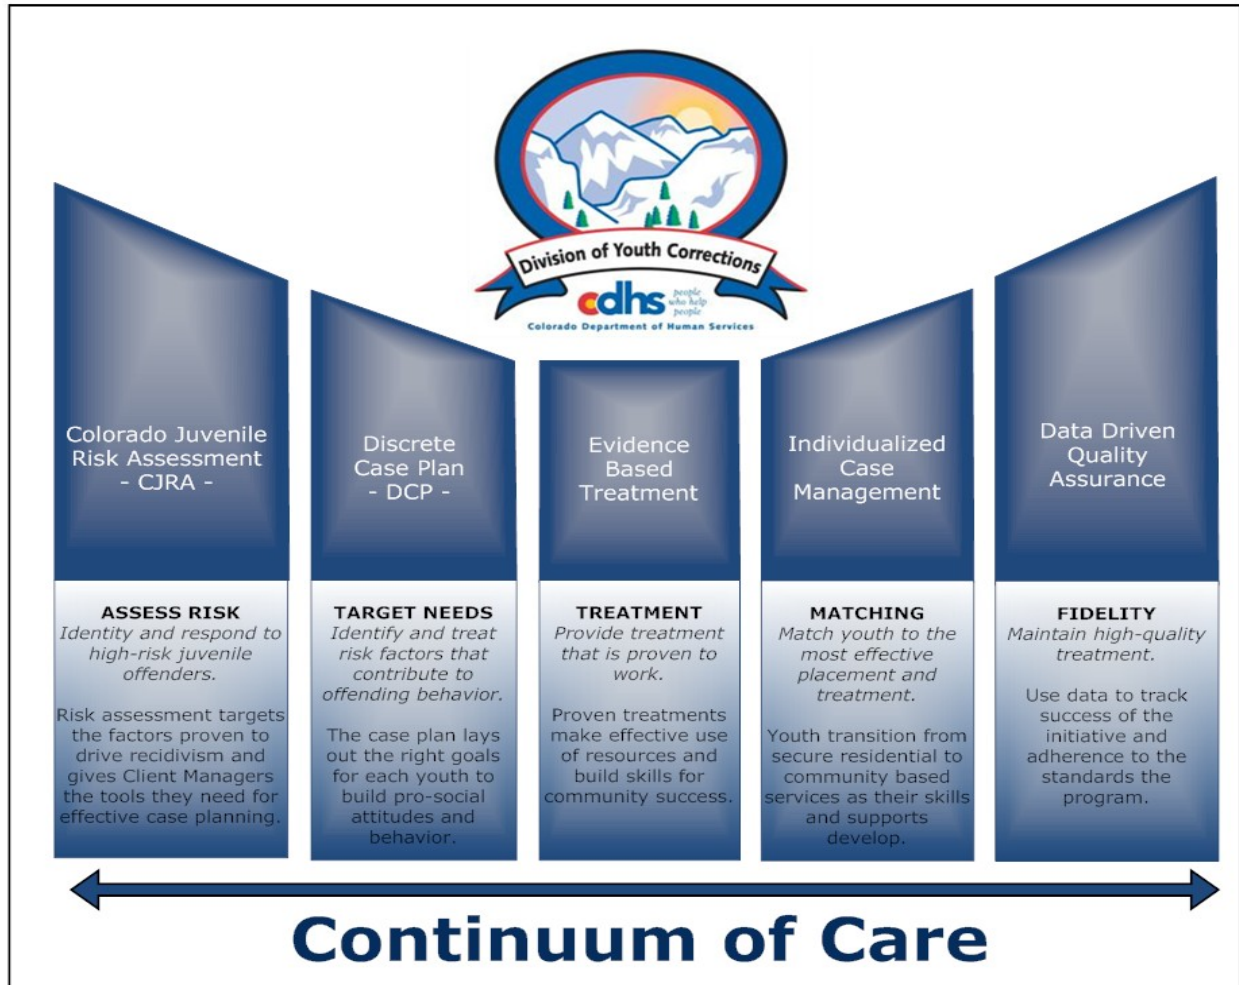 Division of Youth Corrections
cdhs
people
who help
people
Colorado Department of Human Services
Colorado Juvenile
Risk Assessment
- CJRA -
ASSESS RISK
Identity and respond to
high-risk juvenile
offenders.
Risk assessment targets
the factors proven to
drive recidivism and
gives Client Managers
the tools they need for
effective case planning.
Discrete
Case Plan
- DCP -
TARGET NEEDS
Identify and treat
risk factors that
contribute to
offending behavior.
The case plan lays
out the right goals
for each youth to
build pro-social
attitudes and
behavior.
Evidence
Based
Treatment
TREATMENT
Provide treatment
that is proven to
work.
Proven treatments
make effective use
of resources and
build skills for
community success.
Individualized
Case
Management
MATCHING
Match youth to the
most effective
placement and
treatment.
Youth transition from
secure residential to
community based
services as their skills
and supports
develop.
Data Driven
Quality
Assurance
FIDELITY
Maintain high-quality
treatment.
Use data to track
success of the
initiative and
adherence to the
standards the
program.
Continuum of Care